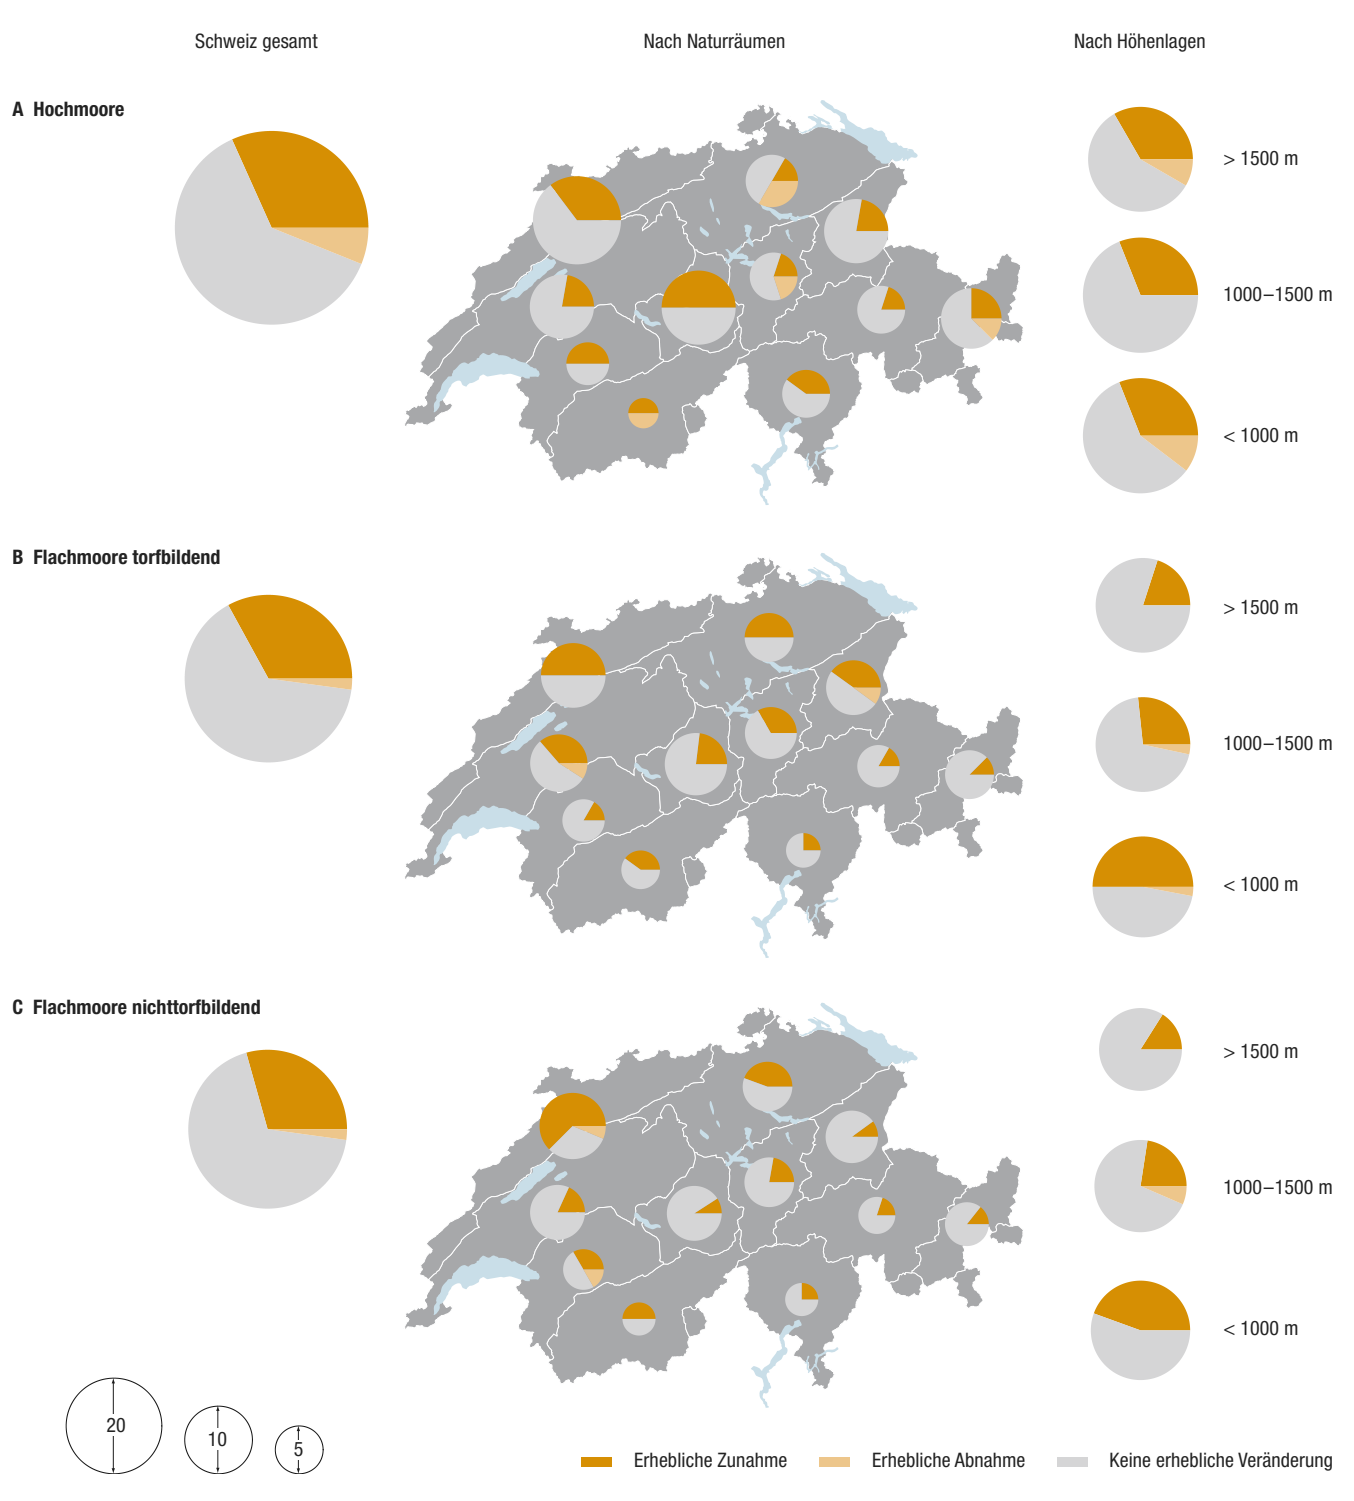 Schweiz gesamt
Nach Naturräumen
Nach Höhenlagen
A Hochmoore
> 1500 m
1000–1500 m
< 1000 m
B Flachmoore torfbildend
> 1500 m
1000–1500 m
< 1000 m
C Flachmoore nichttorfbildend
> 1500 m
1000–1500 m
< 1000 m
20
10
5
Erhebliche Zunahme
Erhebliche Abnahme
Keine erhebliche Veränderung